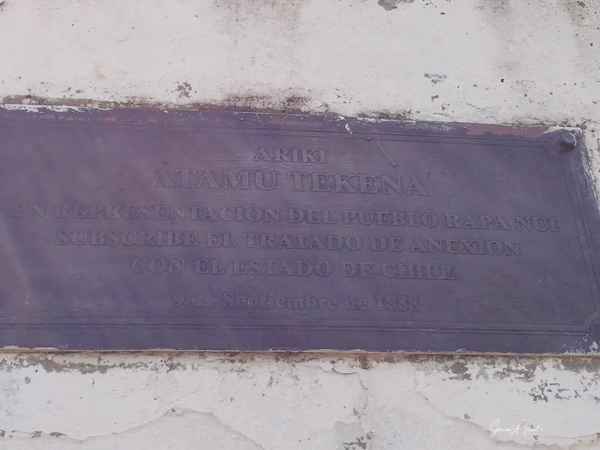 ARIKI
ATAMU TEKENA
EN REPRESENTACION DEL PUEBLO RAPA NUI
SUBSCRIBE EL TRATADO DE ANEXION
CON EL ESTADO DE CHILE
9 de Septiembre de 1888